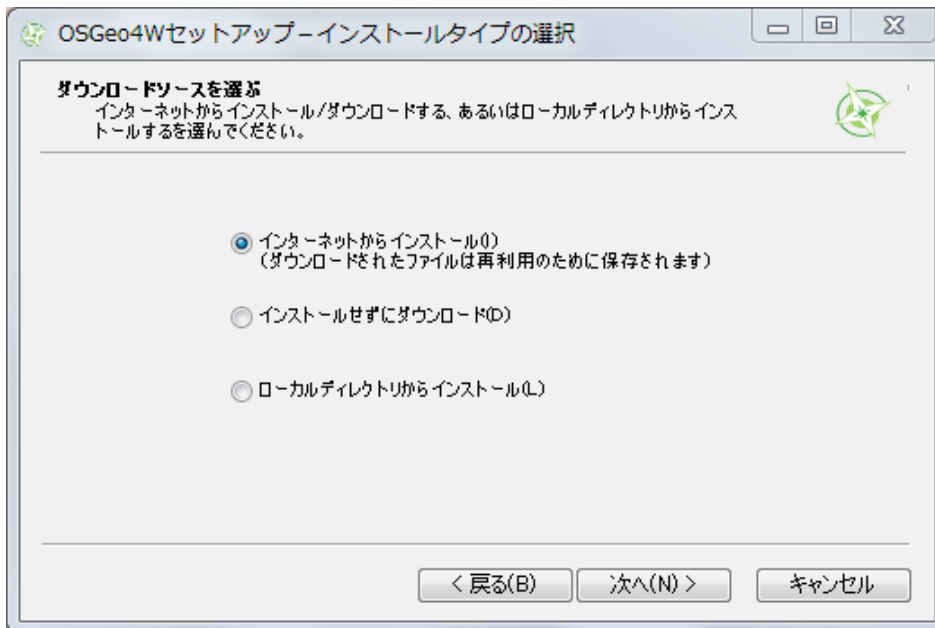 OSGeo4Wセットアップ－インストールタイプの選択
ダウンロードソースを選ぶ
インターネットからインストール/ダウンロードする、あるいはローカルディレクトリからインス
トールするを選んでください。
インターネットからインストール(I)
(ダウンロードされたファイルは再利用のために保存されます)
インストールせずにダウンロード(D)
ローカルディレクトリからインストール(L)
< 戻る(B) 次へ(N) > キャンセル